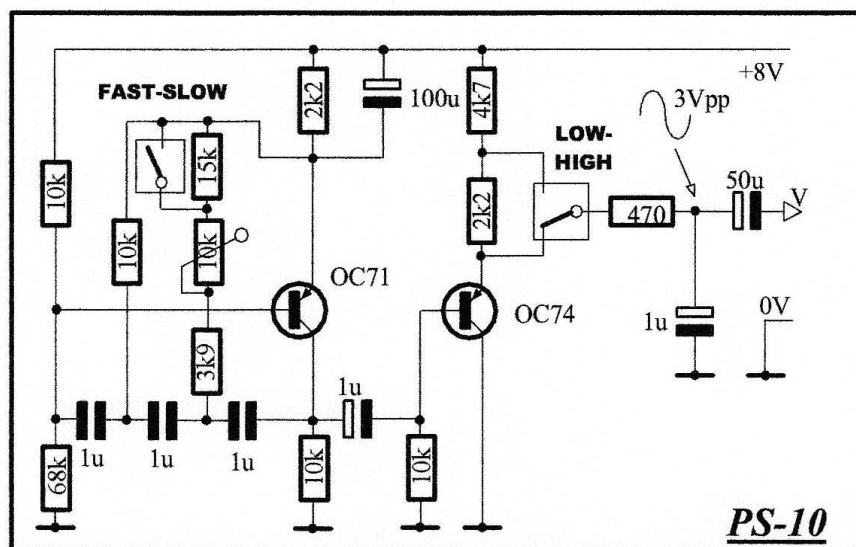 FAST-SLOW
2k2
100u
4k7
+8V
3Vpp
LOW-
HIGH
15k
50u
V
10k
10k
10k
2k2
470
OC71
OC74
0V
1u
3k9
1u
1u
1u
1u
68k
10k
10k
PS-10